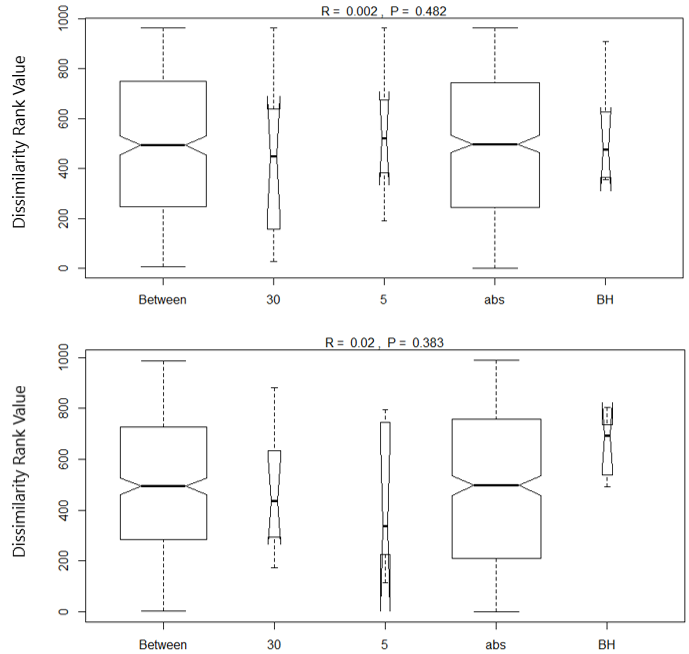 R = 0.002 , P = 0.482
Dissimilarity Rank Value
1000
800
600
400
200
0
Between 30 5 abs BH
R = 0.02 , P = 0.383
Dissimilarity Rank Value
1000
800
600
400
200
0
Between 30 5 abs BH